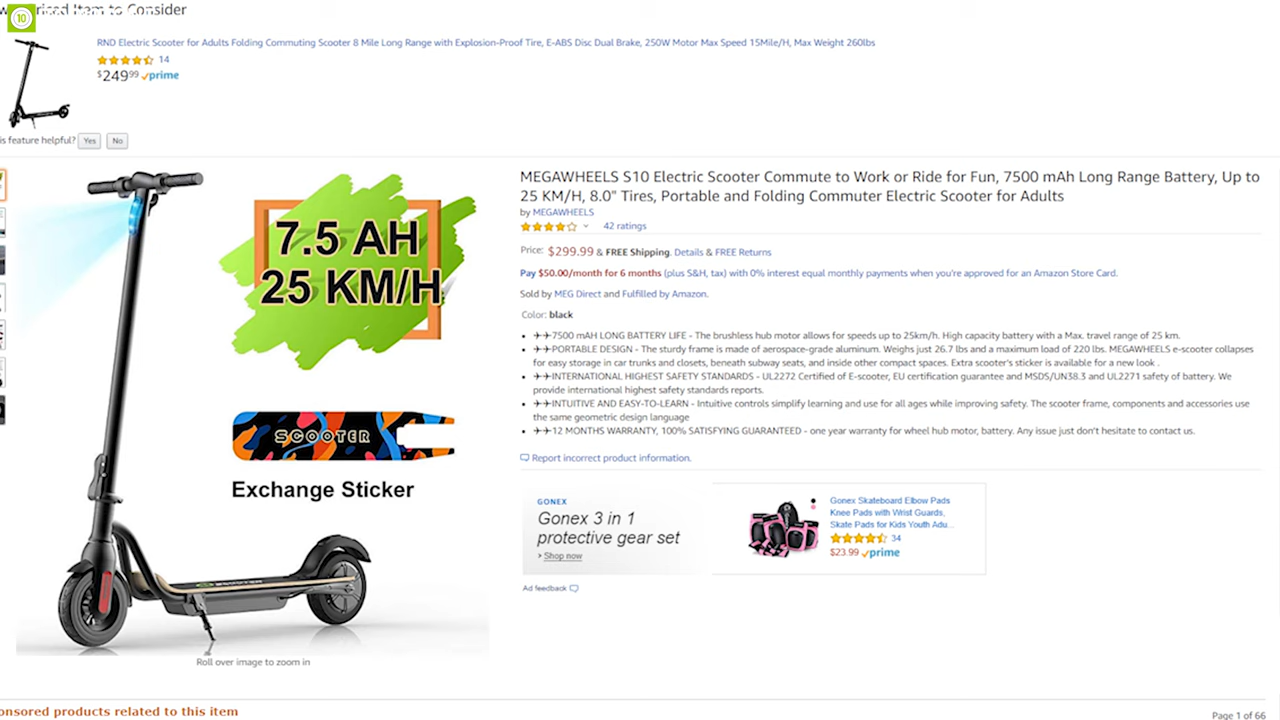 riced Item to Consider
10
RND Electric Scooter for Adults Folding Commuting Scooter 8 Mile Long Range with Explosion-Proof Tire, E-ABS Disc Dual Brake, 250W Motor Max Speed 15Mile/H, Max Weight 260lbs
14
$249.99 prime
is feature helpful? Yes No
MEGAWHEELS S10 Electric Scooter Commute to Work or Ride for Fun, 7500 mAh Long Range Battery, Up to
25 KM/H, 8.0" Tires, Portable and Folding Commuter Electric Scooter for Adults
by MEGAWHEELS
42 ratings
Price: $299.99 & FREE Shipping. Details & FREE Returns
Pay $50.00/month for 6 months (plus S&H, tax) with 0% interest equal monthly payments when you're approved for an Amazon Store Card.
Sold by MEG Direct and Fulfilled by Amazon.
Color: black
• ✈✈7500 mAH LONG BATTERY LIFE - The brushless hub motor allows for speeds up to 25km/h. High capacity battery with a Max. travel range of 25 km.
• ✈✈PORTABLE DESIGN - The sturdy frame is made of aerospace-grade aluminum. Weighs just 26.7 lbs and a maximum load of 220 lbs. MEGAWHEELS e-scooter collapses
for easy storage in car trunks and closets, beneath subway seats, and inside other compact spaces. Extra scooter's sticker is available for a new look .
• ✈✈INTERNATIONAL HIGHEST SAFETY STANDARDS - UL2272 Certified of E-scooter, EU certification guarantee and MSDS/UN38.3 and UL2271 safety of battery. We
provide international highest safety standards reports.
• ✈✈INTUITIVE AND EASY-TO-LEARN - Intuitive controls simplify learning and use for all ages while improving safety. The scooter frame, components and accessories use
the same geometric design language
• ✈✈12 MONTHS WARRANTY, 100% SATISFYING GUARANTEED - one year warranty for wheel hub motor, battery. Any issue just don't hesitate to contact us.
Report incorrect product information.
7.5 AH
25 KM/H
SCOOTER
Exchange Sticker
SCOOTER
Roll over image to zoom in
GONEX
Gonex 3 in 1
protective gear set
› Shop now
Gonex Skateboard Elbow Pads
Knee Pads with Wrist Guards,
Skate Pads for Kids Youth Adu...
34
$23.99 prime
Ad feedback
onsored products related to this item
Page 1 of 66